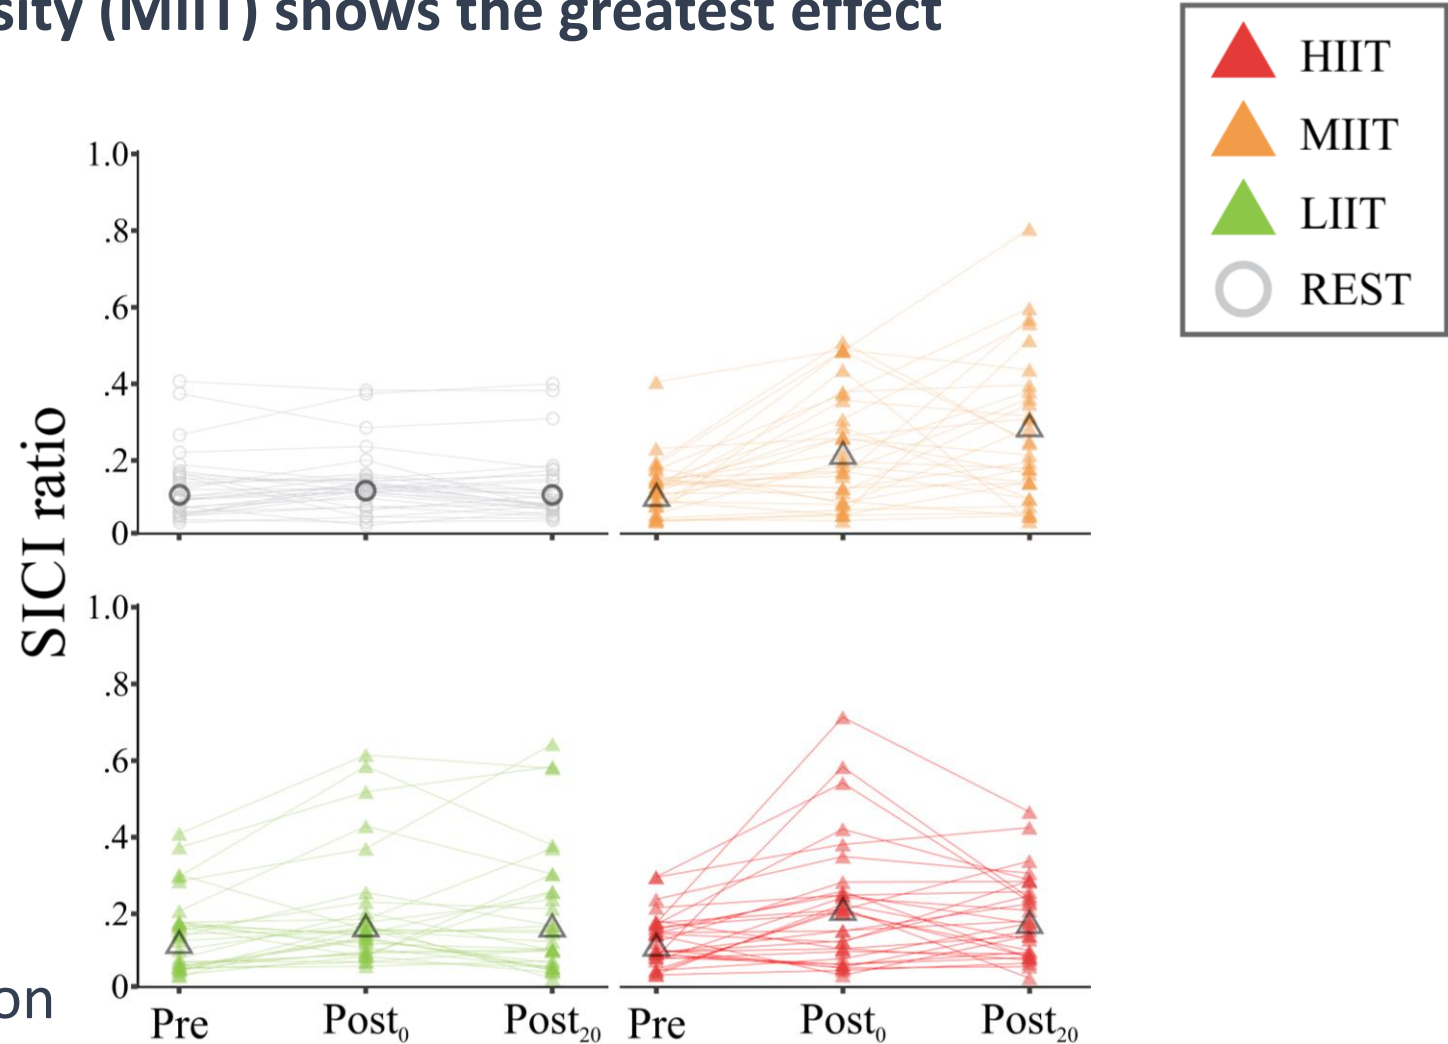 sity (MIIT) shows the greatest effect
HIIT
MIIT
LIIT
REST
SICI ratio
1.0
.8
.6
.4
.2
0
1.0
.8
.6
.4
.2
0
Pre Post0 Post20 Pre Post0 Post20
on